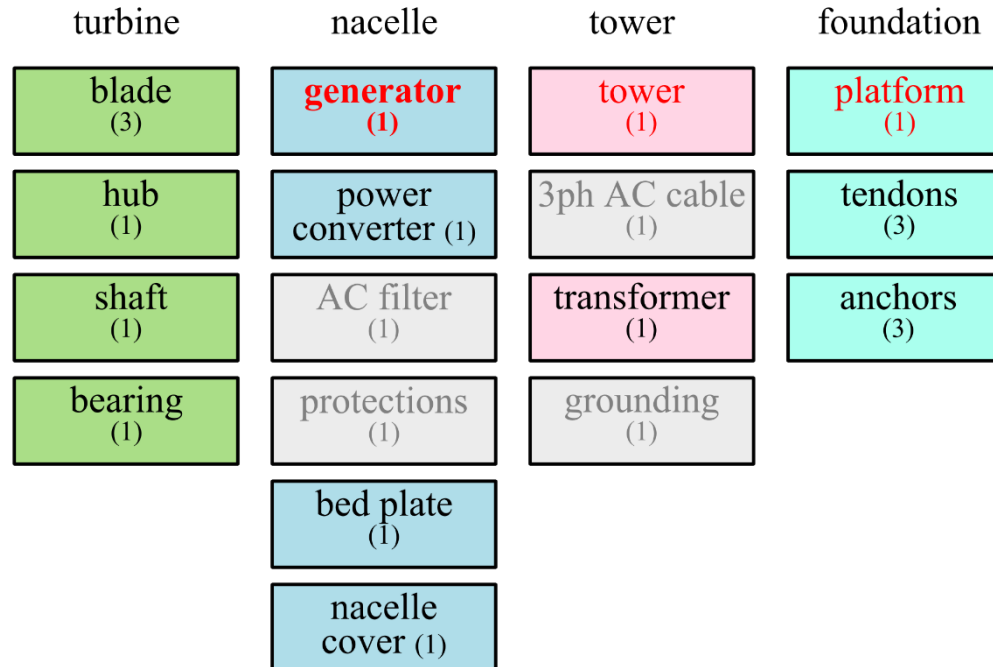 turbine nacelle tower foundation
blade generator tower platform
(3) (1) (1) (1)
hub power 3ph AC cable tendons
(1) converter (1) (1) (3)
shaft AC filter transformer anchors
(1) (1) (1) (3)
bearing protections grounding
(1) (1) (1)
bed plate
(1)
nacelle
cover (1)